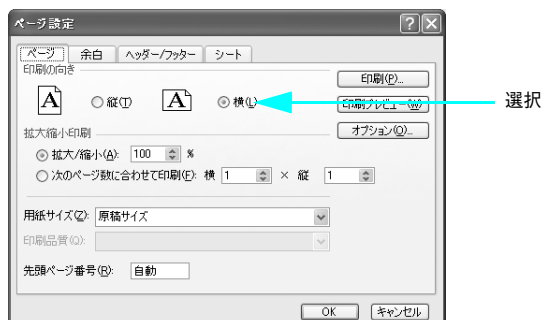 ページ設定
ページ 余白 ヘッダー/フッター シート
印刷の向き
印刷(P)...
A 縦(T) A 横(L)
印刷プレビュー(W)
選択
拡大縮小印刷
オプション(O)...
拡大/縮小(A): 100 %
次のページ数に合わせて印刷(F): 横 1 × 縦 1
用紙サイズ(Z): 原稿サイズ
印刷品質(Q):
先頭ページ番号(R): 自動
OK キャンセル